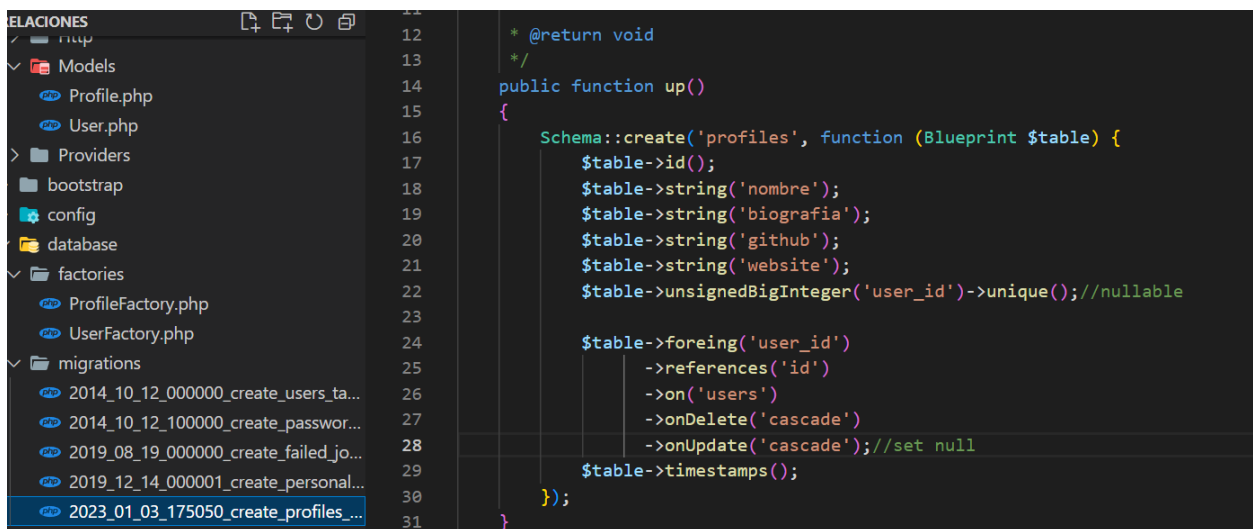 RELACIONES
Http
Models
Profile.php
User.php
Providers
bootstrap
config
database
factories
ProfileFactory.php
UserFactory.php
migrations
2014_10_12_000000_create_users_ta...
2014_10_12_100000_create_passwor...
2019_08_19_000000_create_failed_jo...
2019_12_14_000001_create_personal...
2023_01_03_175050_create_profiles_...
11
12 * @return void
13 */
14 public function up()
15 {
16 Schema::create('profiles', function (Blueprint $table) {
17 $table->id();
18 $table->string('nombre');
19 $table->string('biografia');
20 $table->string('github');
21 $table->string('website');
22 $table->unsignedBigInteger('user_id')->unique();//nullable
23
24 $table->foreing('user_id')
25 ->references('id')
26 ->on('users')
27 ->onDelete('cascade')
28 ->onUpdate('cascade');//set null
29 $table->timestamps();
30 });
31 }